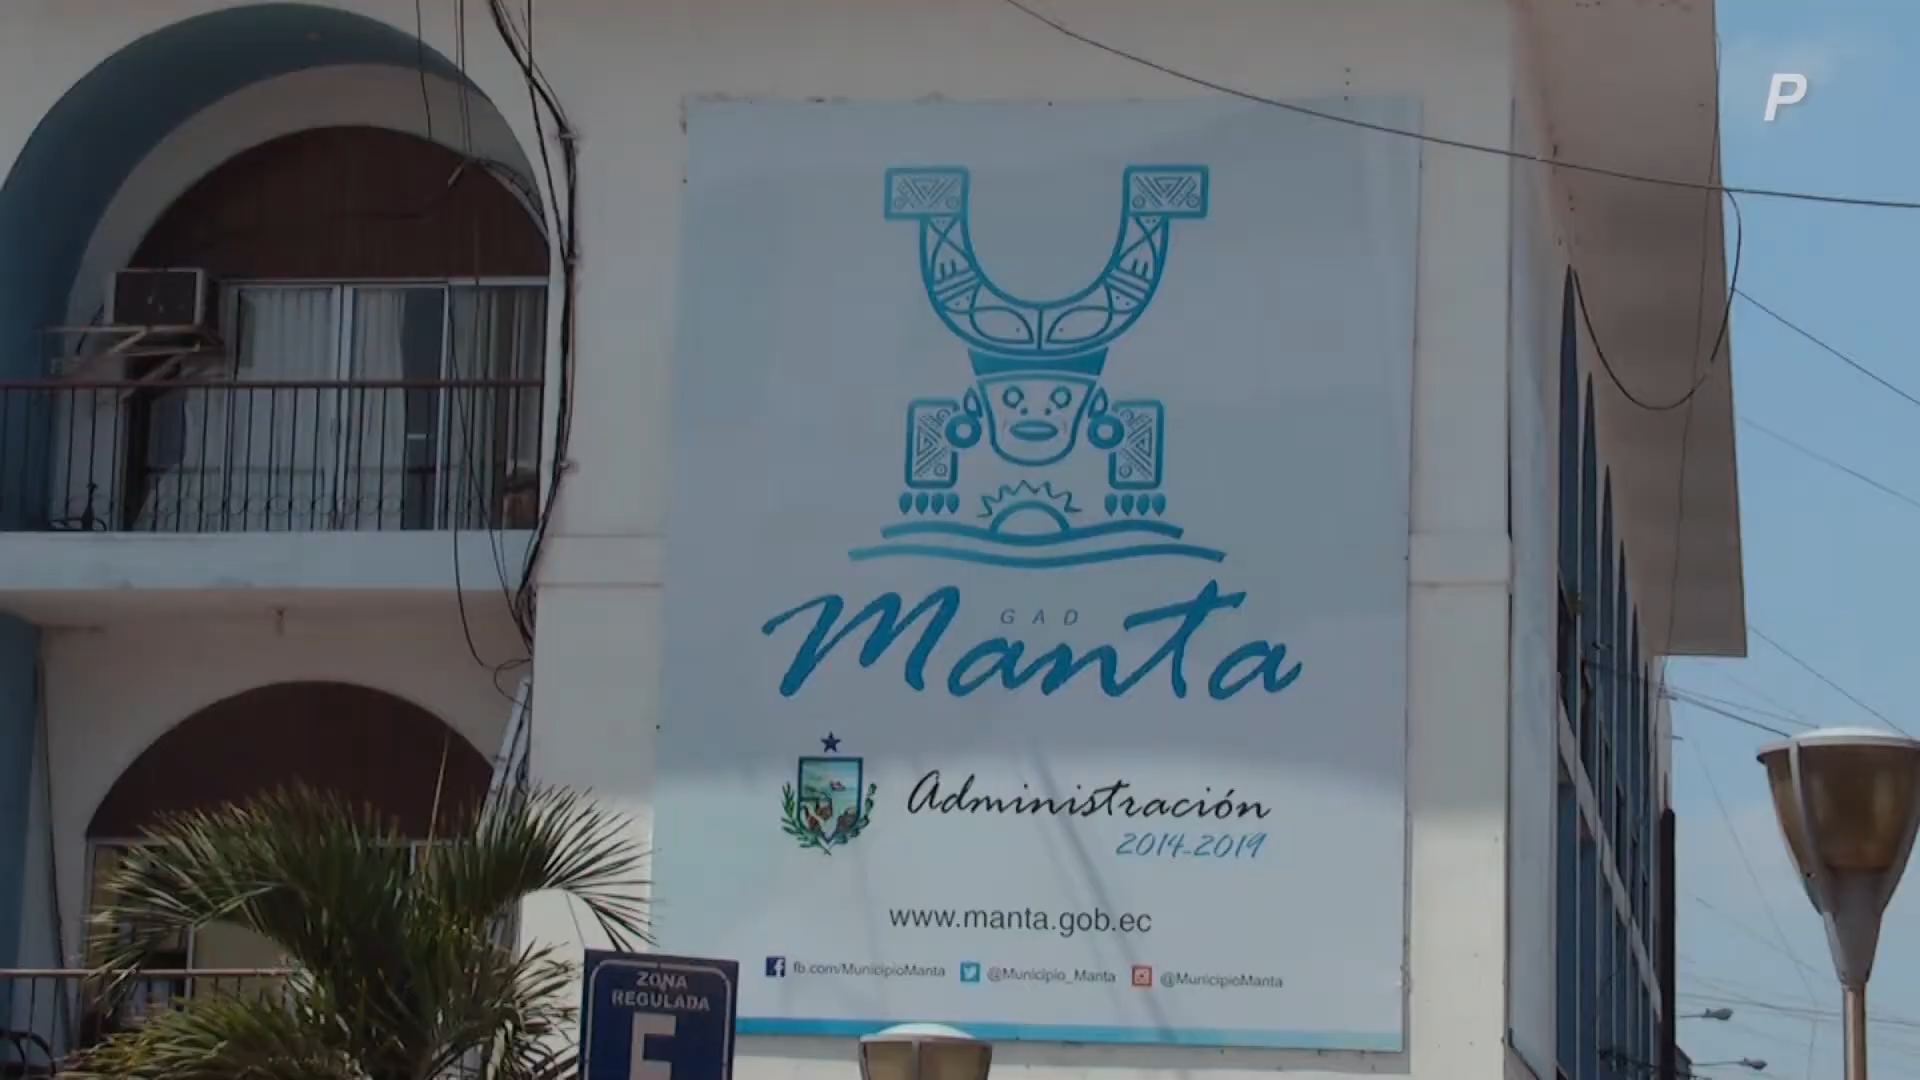 P
GAD
Manta
Administración
2014-2019
www.manta.gob.ec
fb.com/MunicipioManta @Municipio_Manta @MunicipioManta
ZONA
REGULADA
E